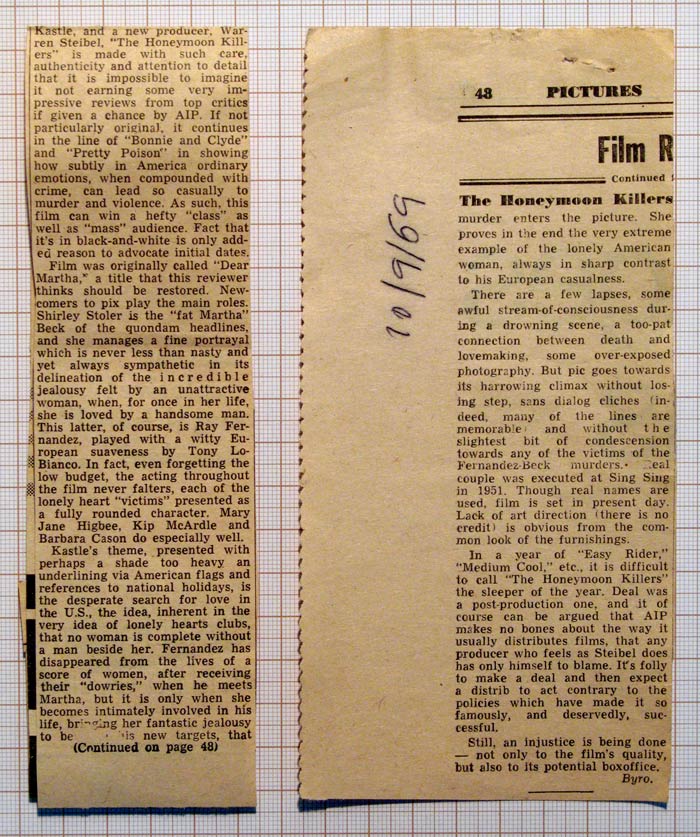 Kastle, and a new producer, War-
ren Steibel, "The Honeymoon Kill-
ers" is made with such care,
authenticity and attention to detail
that it is impossible to imagine
it not earning some very im-
pressive reviews from top critics
if given a chance by AIP. If not
particularly original, it continues
in the line of "Bonnie and Clyde"
and "Pretty Poison" in showing
how subtly in America ordinary
emotions, when compounded with
crime, can lead so casually to
murder and violence. As such, this
film can win a hefty "class" as
well as "mass" audience. Fact that
it's in black-and-white is only add-
ed reason to advocate initial dates.
Film was originally called "Dear
Martha," a title that this reviewer
thinks should be restored. New-
comers to pix play the main roles.
Shirley Stoler is the "fat Martha"
Beck of the quondam headlines,
and she manages a fine portrayal
which is never less than nasty and
yet always sympathetic in its
delineation of the incredible
jealousy felt by an unattractive
woman, when, for once in her life,
she is loved by a handsome man.
This latter, of course, is Ray Fer-
nandez, played with a witty Eu-
ropean suaveness by Tony Lo-
Bianco. In fact, even forgetting the
low budget, the acting throughout
the film never falters, each of the
lonely heart "victims" presented as
a fully rounded character. Mary
Jane Higbee, Kip McArdle and
Barbara Cason do especially well.
Kastle's theme, presented with
perhaps a shade too heavy an
underlining via American flags and
references to national holidays, is
the desperate search for love in
the U.S., the idea, inherent in the
very idea of lonely hearts clubs,
that no woman is complete without
a man beside her. Fernandez has
disappeared from the lives of a
score of women, after receiving
their "dowries," when he meets
Martha, but it is only when she
becomes intimately involved in his
life, bringing her fantastic jealousy
to be his new targets, that
(Continued on page 48)
10/9/69
48 PICTURES
Film R
Continued f
The Honeymoon Killers
murder enters the picture. She
proves in the end the very extreme
example of the lonely American
woman, always in sharp contrast
to his European casualness.
There are a few lapses, some
awful stream-of-consciousness dur-
ing a drowning scene, a too-pat
connection between death and
lovemaking, some over-exposed
photography. But pic goes towards
its harrowing climax without los-
ing step, sans dialog cliches (in-
deed, many of the lines are
memorable) and without the
slightest bit of condescension
towards any of the victims of the
Fernandez-Beck murders. Real
couple was executed at Sing Sing
in 1951. Though real names are
used, film is set in present day.
Lack of art direction (there is no
credit) is obvious from the com-
mon look of the furnishings.
In a year of "Easy Rider,"
"Medium Cool," etc., it is difficult
to call "The Honeymoon Killers"
the sleeper of the year. Deal was
a post-production one, and it of
course can be argued that AIP
makes no bones about the way it
usually distributes films, that any
producer who feels as Steibel does
has only himself to blame. It's folly
to make a deal and then expect
a distrib to act contrary to the
policies which have made it so
famously, and deservedly, suc-
cessful.
Still, an injustice is being done
— not only to the film's quality,
but also to its potential boxoffice.
Byro.